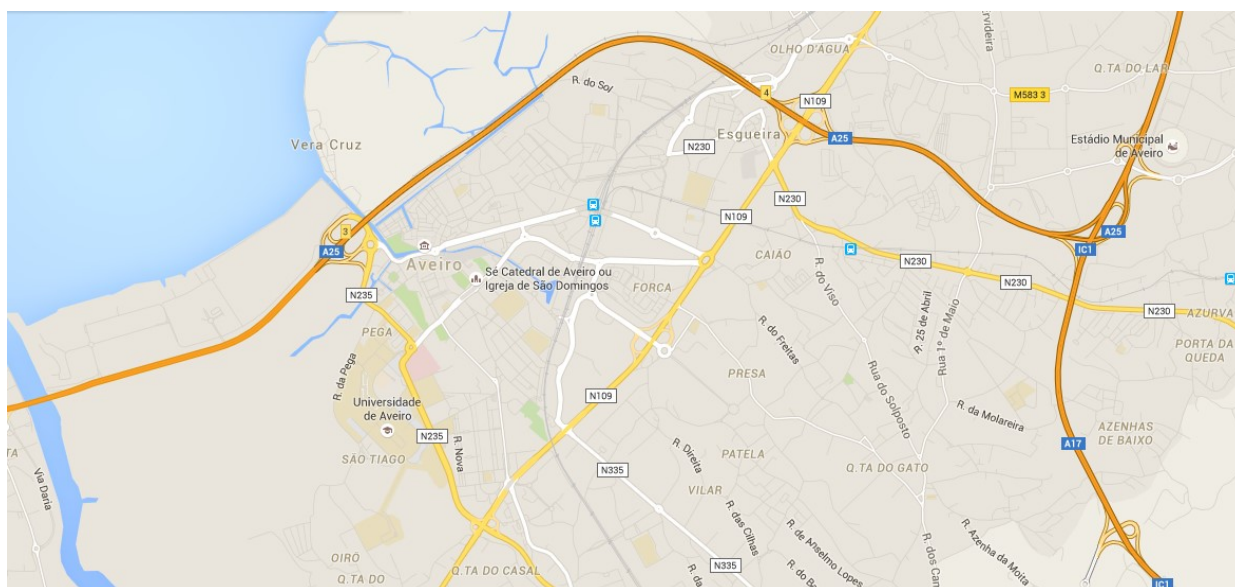 OLHO D'ÁGUA
Q.TA DO LAR
R. do Sol
4
N109
M583 3
Esgueira
A25
Estádio Municipal
de Aveiro
Vera Cruz
N230
N230
N109
3
A25
A25
IC1
Aveiro
Sé Catedral de Aveiro ou
Igreja de São Domingos
CAIÃO
N230
N230
N235
FORCA
R. do Viso
N230
AZURVA
PEGA
R. do Freitas
R. 25 de Abril
Rua 1º de Maio
PORTA DA
QUEDA
R. da Pega
PRESA
Rua do Solposto
N109
Universidade
de Aveiro
R. da Molareira
AZENHAS
DE BAIXO
N235
R. Nova
A17
R. Direita
PATELA
SÃO TIAGO
Q.TA DO GATO
N335
Via Daria
VILAR
R. das Cilhas
R. de Anselmo Lopes
R. Azenha da Moita
OIRÔ
Q.TA DO
Q.TA DO CASAL
R. da
R. do
R. dos
IC1